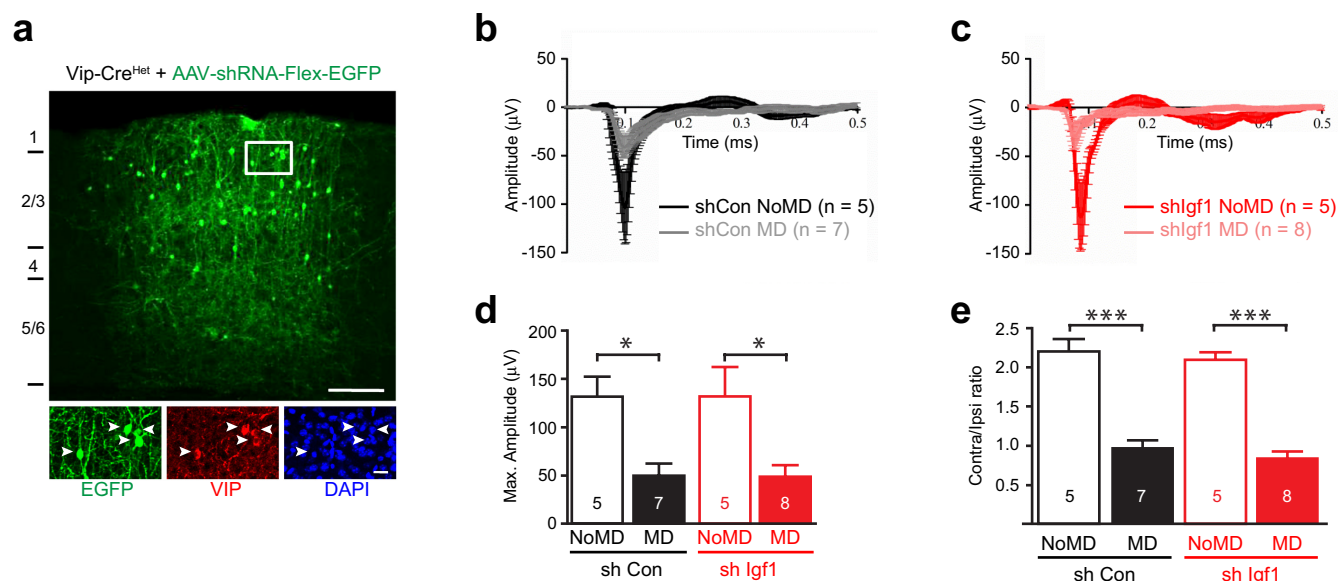 a
Vip-CreHet + AAV-shRNA-Flex-EGFP
1
2/3
4
5/6
EGFP
VIP
DAPI
b
50
0
-50
-100
-150
Amplitude (µV)
0.1
0.2
0.3
0.4
0.5
Time (ms)
shCon NoMD (n = 5)
shCon MD (n = 7)
c
50
0
-50
-100
-150
Amplitude (µV)
0.1
0.2
0.3
0.4
0.5
Time (ms)
shIgf1 NoMD (n = 5)
shIgf1 MD (n = 8)
d
200
150
100
50
0
Max. Amplitude (µV)
*
*
5
7
5
8
NoMD
MD
NoMD
MD
sh Con
sh Igf1
e
2.5
2.0
1.5
1.0
0.5
Contra/Ipsi ratio
***
***
5
7
5
8
NoMD
MD
NoMD
MD
sh Con
sh Igf1